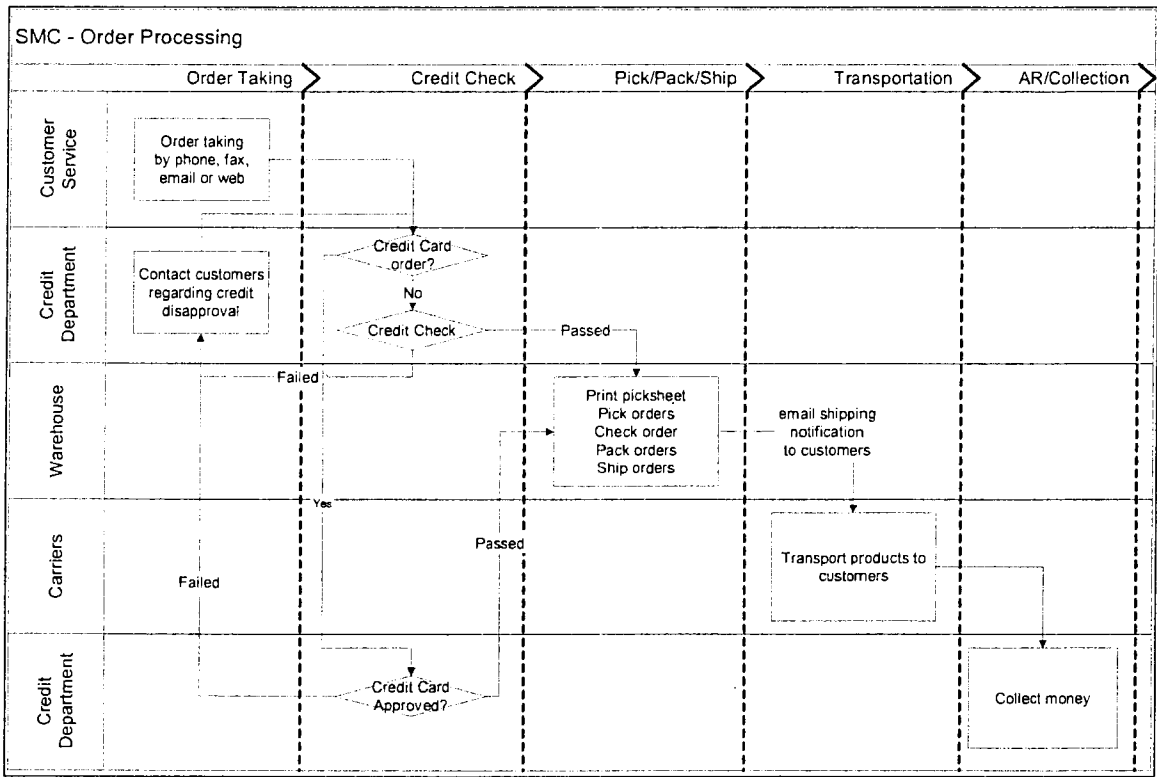 SMC - Order Processing
Order Taking
Credit Check
Pick/Pack/Ship
Transportation
AR/Collection
Customer
Service
Order taking
by phone, fax,
email or web
Credit
Department
Contact customers
regarding credit
disapproval
Credit Card
order?
No
Credit Check
Passed
Failed
Warehouse
Print picksheet
Pick orders
Check order
Pack orders
Ship orders
email shipping
notification
to customers
Yes
Carriers
Failed
Passed
Transport products to
customers
Credit
Department
Credit Card
Approved?
Collect money